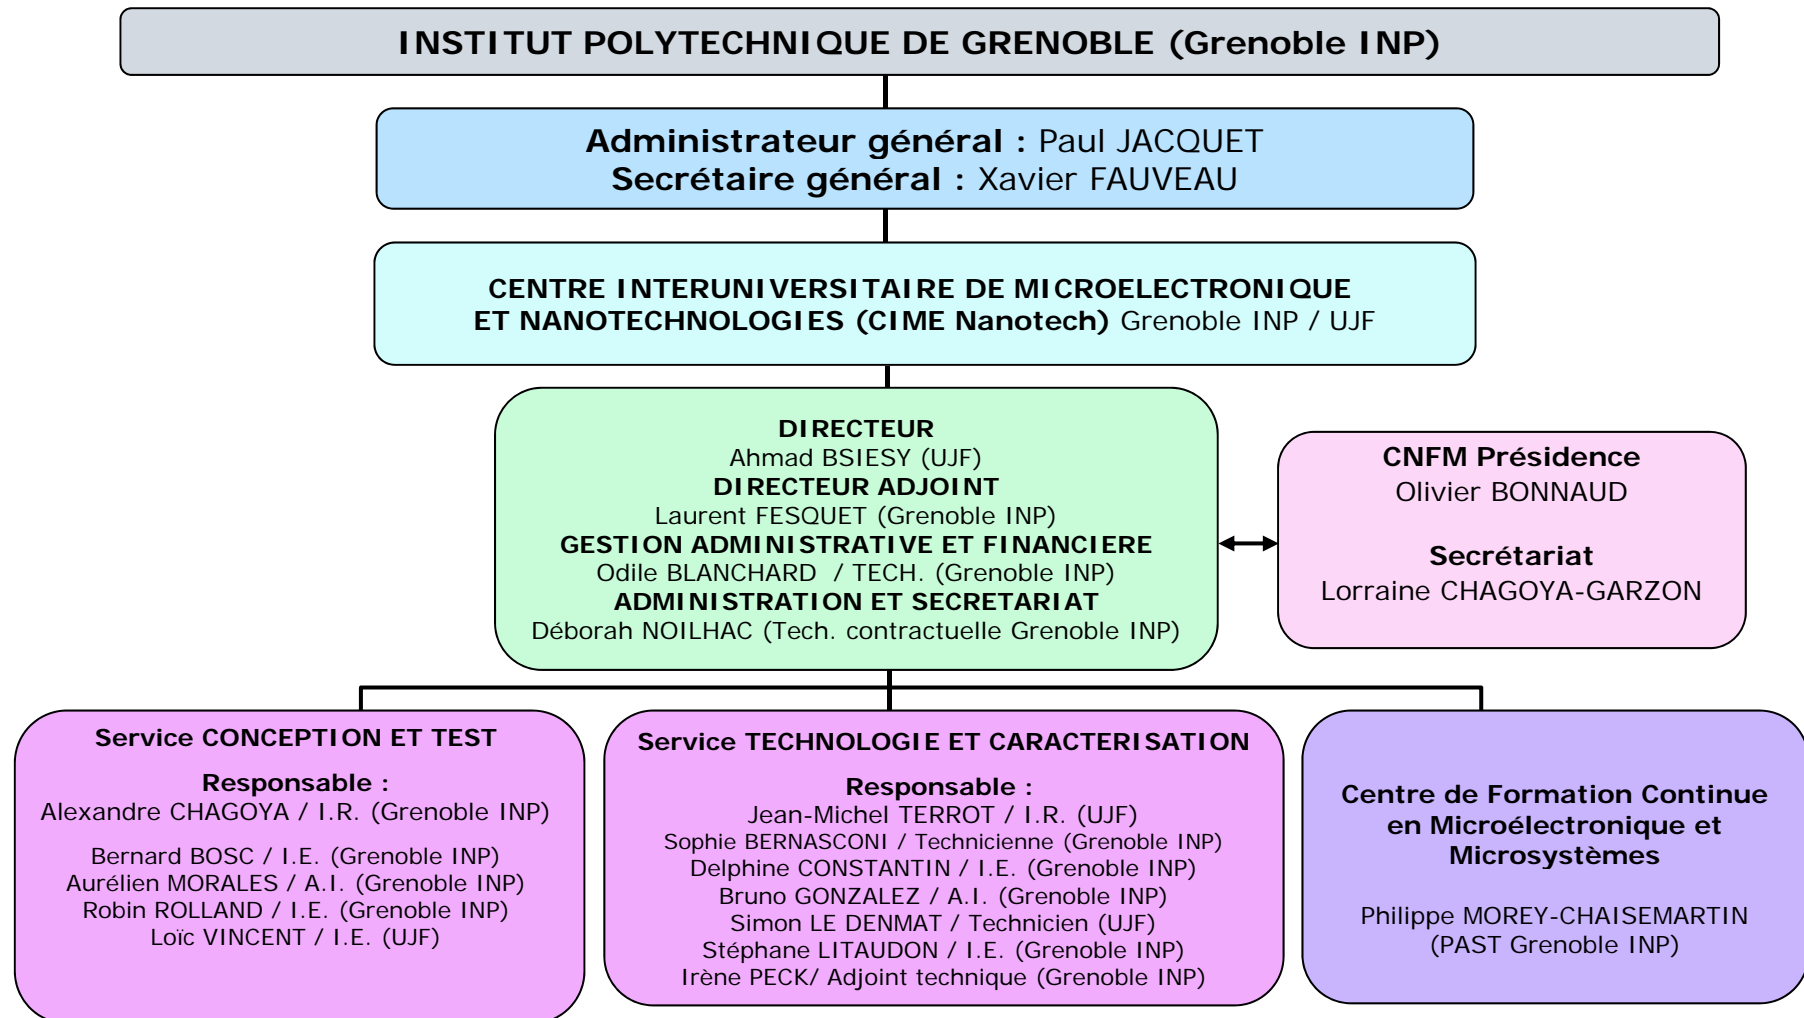 INSTITUT POLYTECHNIQUE DE GRENOBLE (Grenoble INP)
Administrateur général : Paul JACQUET
Secrétaire général : Xavier FAUVEAU
CENTRE INTERUNIVERSITAIRE DE MICROELECTRONIQUE
ET NANOTECHNOLOGIES (CIME Nanotech) Grenoble INP / UJF
DIRECTEUR
Ahmad BSIESY (UJF)
DIRECTEUR ADJOINT
Laurent FESQUET (Grenoble INP)
GESTION ADMINISTRATIVE ET FINANCIERE
Odile BLANCHARD / TECH. (Grenoble INP)
ADMINISTRATION ET SECRETARIAT
Déborah NOILHAC (Tech. contractuelle Grenoble INP)
CNFM Présidence
Olivier BONNAUD
Secrétariat
Lorraine CHAGOYA-GARZON
Service CONCEPTION ET TEST
Responsable :
Alexandre CHAGOYA / I.R. (Grenoble INP)
Bernard BOSC / I.E. (Grenoble INP)
Aurélien MORALES / A.I. (Grenoble INP)
Robin ROLLAND / I.E. (Grenoble INP)
Loïc VINCENT / I.E. (UJF)
Service TECHNOLOGIE ET CARACTERISATION
Responsable :
Jean-Michel TERROT / I.R. (UJF)
Sophie BERNASCONI / Technicienne (Grenoble INP)
Delphine CONSTANTIN / I.E. (Grenoble INP)
Bruno GONZALEZ / A.I. (Grenoble INP)
Simon LE DENMAT / Technicien (UJF)
Stéphane LITAUDON / I.E. (Grenoble INP)
Irène PECK/ Adjoint technique (Grenoble INP)
Centre de Formation Continue
en Microélectronique et
Microsystèmes
Philippe MOREY-CHAISEMARTIN
(PAST Grenoble INP)